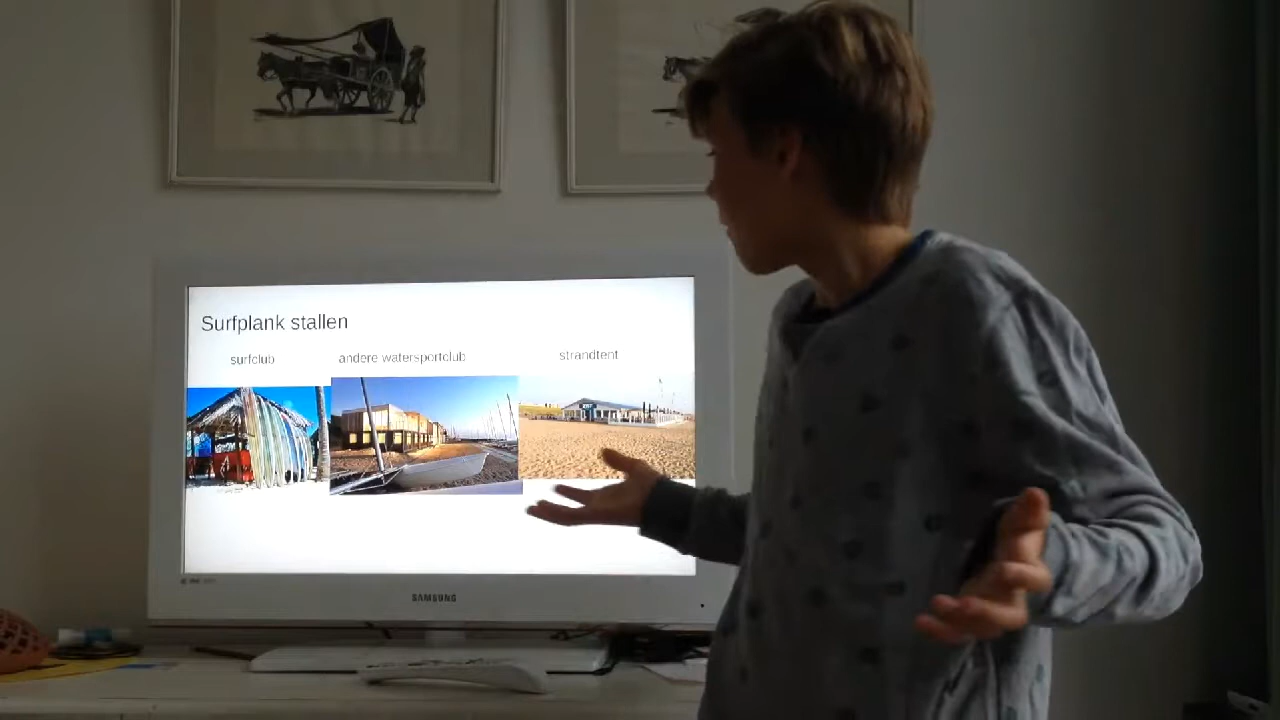 Surfplank stallen
surfclub
andere watersportclub
strandtent
SAMSUNG